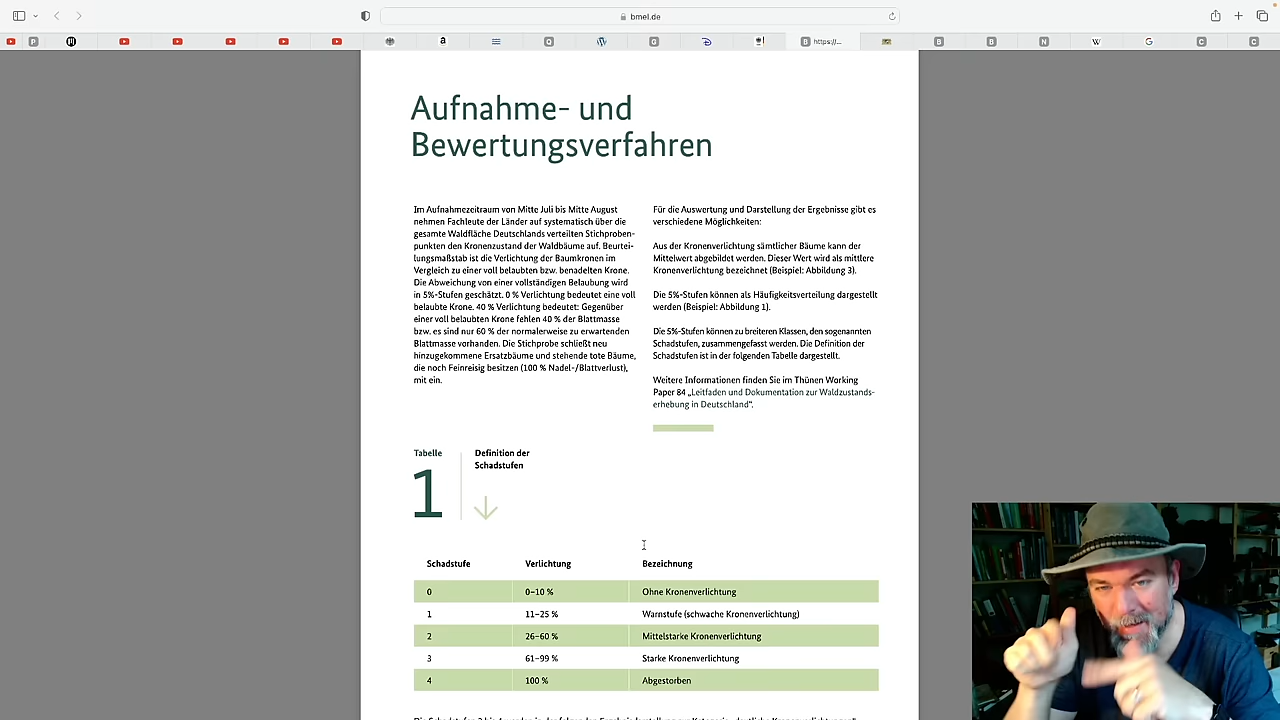 bmel.de
https://...
Aufnahme- und
Bewertungsverfahren
Im Aufnahmezeitraum von Mitte Juli bis Mitte August
nehmen Fachleute der Länder auf systematisch über die
gesamte Waldfläche Deutschlands verteilten Stichproben-
punkten den Kronenzustand der Waldbäume auf. Beurtei-
lungsmaßstab ist die Verlichtung der Baumkronen im
Vergleich zu einer voll belaubten bzw. benadelten Krone.
Die Abweichung von einer vollständigen Belaubung wird
in 5%-Stufen geschätzt. 0 % Verlichtung bedeutet eine voll
belaubte Krone. 40 % Verlichtung bedeutet: Gegenüber
einer voll belaubten Krone fehlen 40 % der Blattmasse
bzw. es sind nur 60 % der normalerweise zu erwartenden
Blattmasse vorhanden. Die Stichprobe schließt neu
hinzugekommene Ersatzbäume und stehende tote Bäume,
die noch Feinreisig besitzen (100 % Nadel-/Blattverlust),
mit ein.
Für die Auswertung und Darstellung der Ergebnisse gibt es
verschiedene Möglichkeiten:
Aus der Kronenverlichtung sämtlicher Bäume kann der
Mittelwert abgebildet werden. Dieser Wert wird als mittlere
Kronenverlichtung bezeichnet (Beispiel: Abbildung 3).
Die 5%-Stufen können als Häufigkeitsverteilung dargestellt
werden (Beispiel: Abbildung 1).
Die 5%-Stufen können zu breiteren Klassen, den sogenannten
Schadstufen, zusammengefasst werden. Die Definition der
Schadstufen ist in der folgenden Tabelle dargestellt.
Weitere Informationen finden Sie im Thünen Working
Paper 84 „Leitfaden und Dokumentation zur Waldzustands-
erhebung in Deutschland“.
Tabelle
1
Definition der
Schadstufen
Schadstufe Verlichtung Bezeichnung
0 0–10 % Ohne Kronenverlichtung
1 11–25 % Warnstufe (schwache Kronenverlichtung)
2 26–60 % Mittelstarke Kronenverlichtung
3 61–99 % Starke Kronenverlichtung
4 100 % Abgestorben